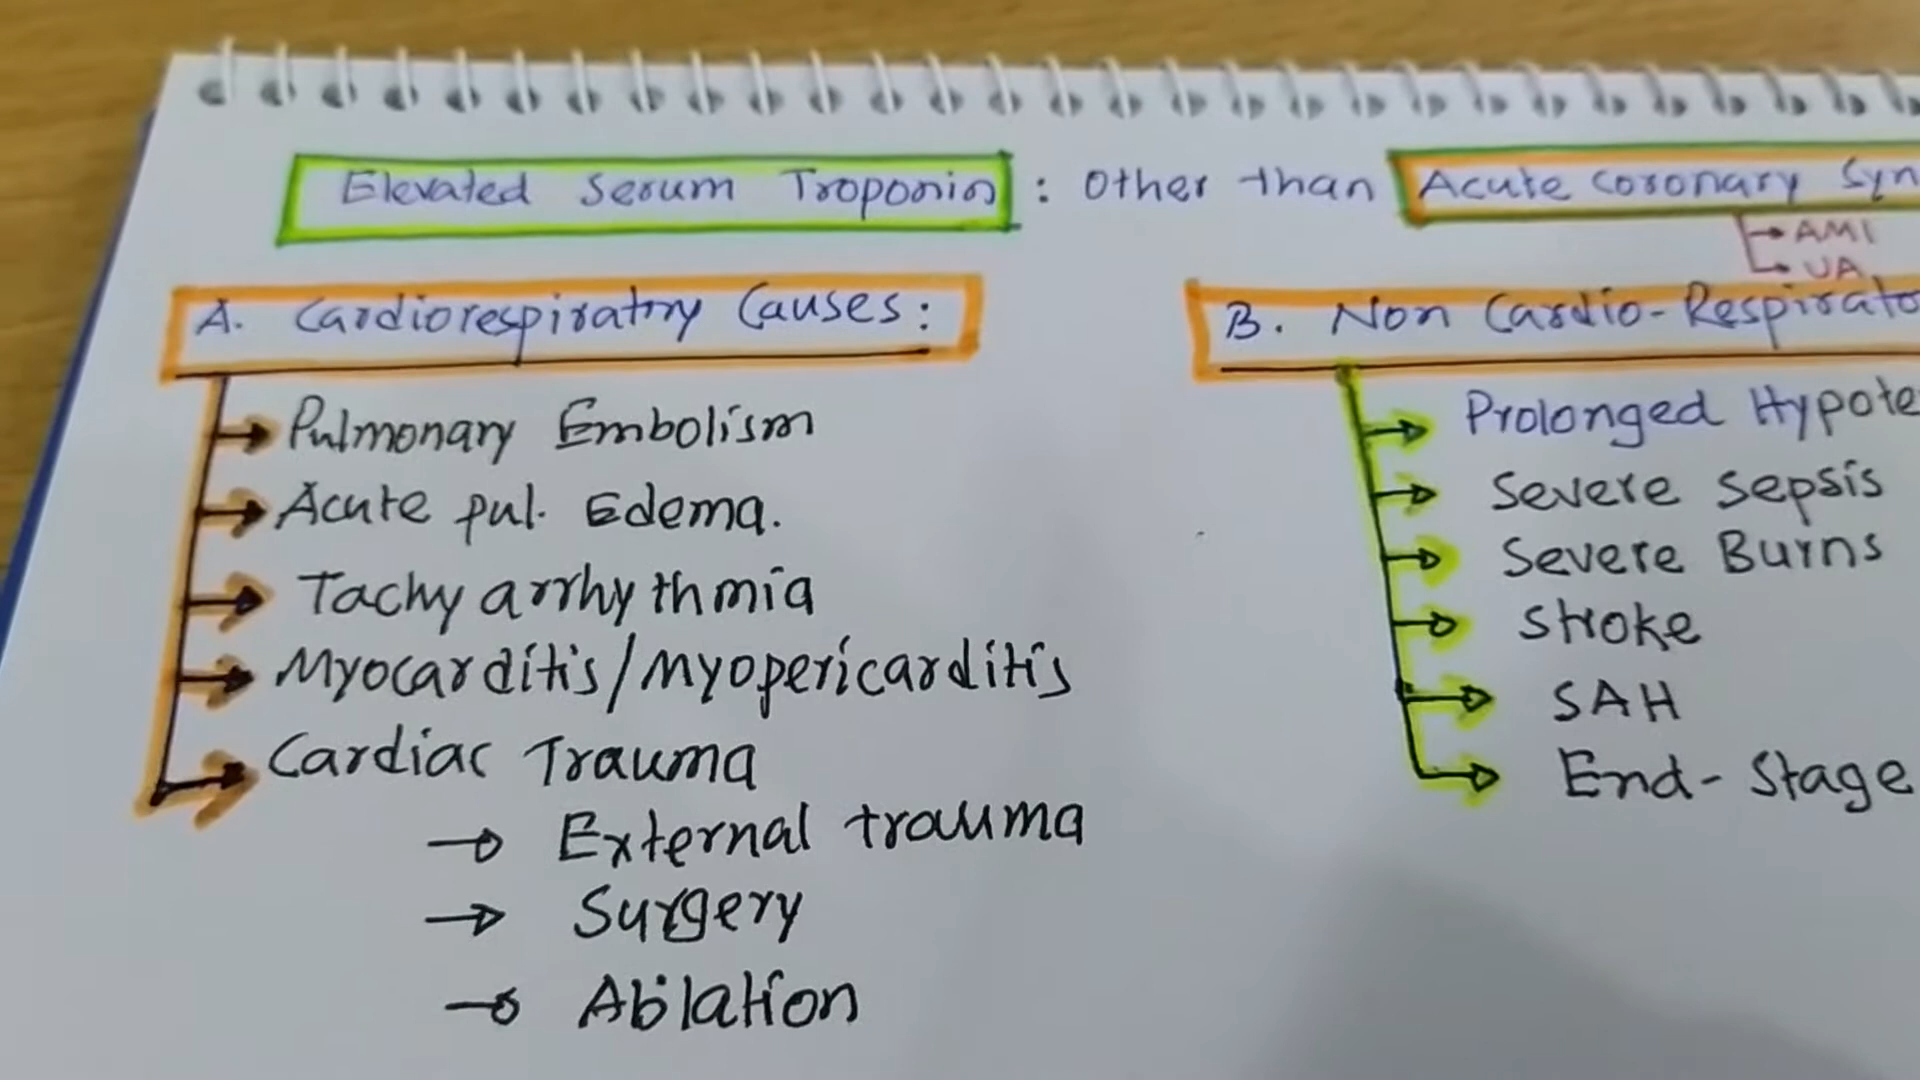 Elevated Serum Troponin : Other than Acute Coronary Syn
→ AMI
→ UA
A. Cardiorespiratory Causes :
→ Pulmonary Embolism
→ Acute pul. Edema.
→ Tachyarrhythmia
→ Myocarditis/Myopericarditis
→ Cardiac Trauma
→ External trauma
→ Surgery
→ Ablation
B. Non Cardio-Respirato
→ Prolonged Hypote
→ Severe Sepsis
→ Severe Burns
→ Stroke
→ SAH
→ End-Stage